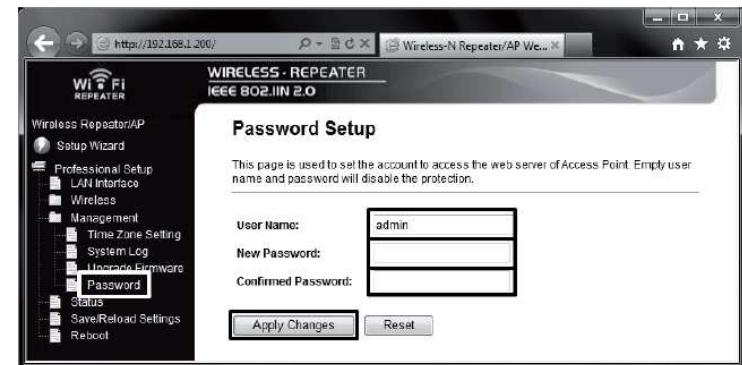 http://192.168.1.200/
Wireless-N Repeater/AP We...
Wi Fi
REPEATER
WIRELESS - REPEATER
IEEE 802.11N 2.0
Wireless Repeater/AP
Setup Wizard
Professional Setup
LAN Interface
Wireless
Management
Time Zone Setting
System Log
Upgrade Firmware
Password
Status
Save/Reload Settings
Reboot
Password Setup
This page is used to set the account to access the web server of Access Point. Empty user
name and password will disable the protection.
User Name:
admin
New Password:
Confirmed Password:
Apply Changes
Reset